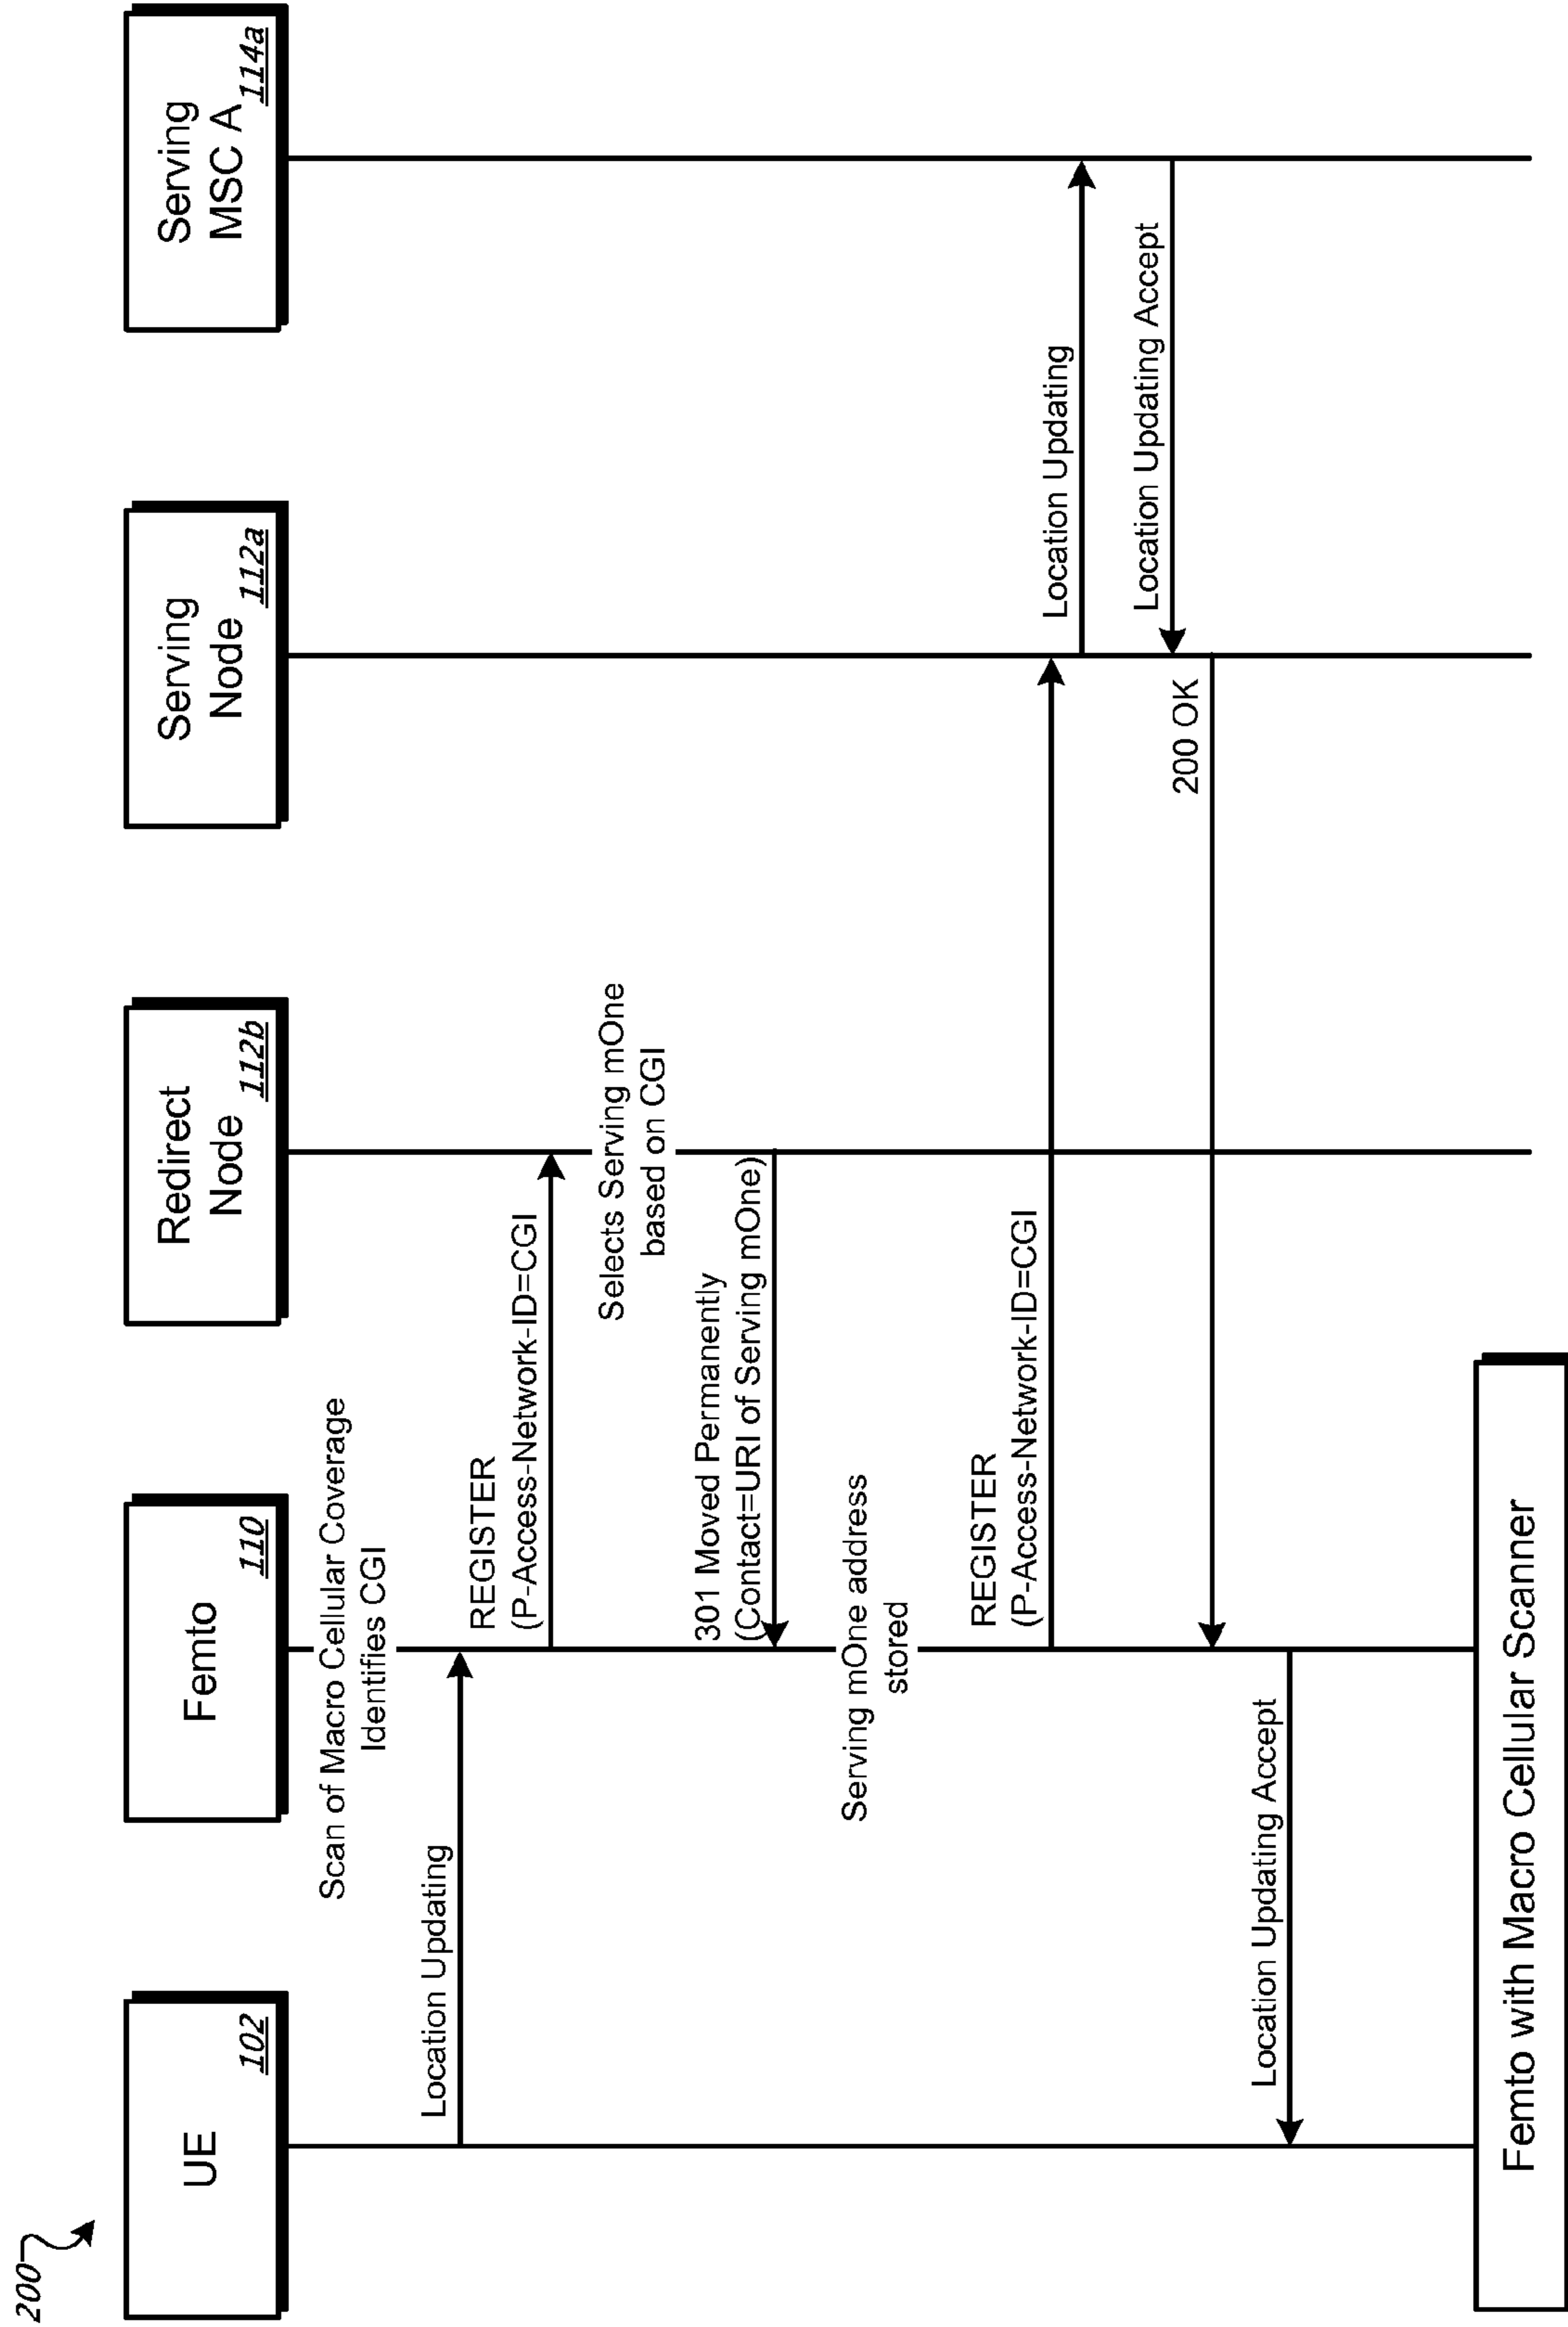 200
UE
102
Femto
110
Redirect
Node
112b
Serving
Node
112a
Serving
MSC A
114a
Scan of Macro Cellular Coverage
Identifies CGI
Location Updating
REGISTER
(P-Access-Network-ID=CGI
Selects Serving mOne
based on CGI
301 Moved Permanently
(Contact=URI of Serving mOne)
Serving mOne address
stored
REGISTER
(P-Access-Network-ID=CGI
Location Updating
Location Updating Accept
200 OK
Location Updating Accept
Femto with Macro Cellular Scanner